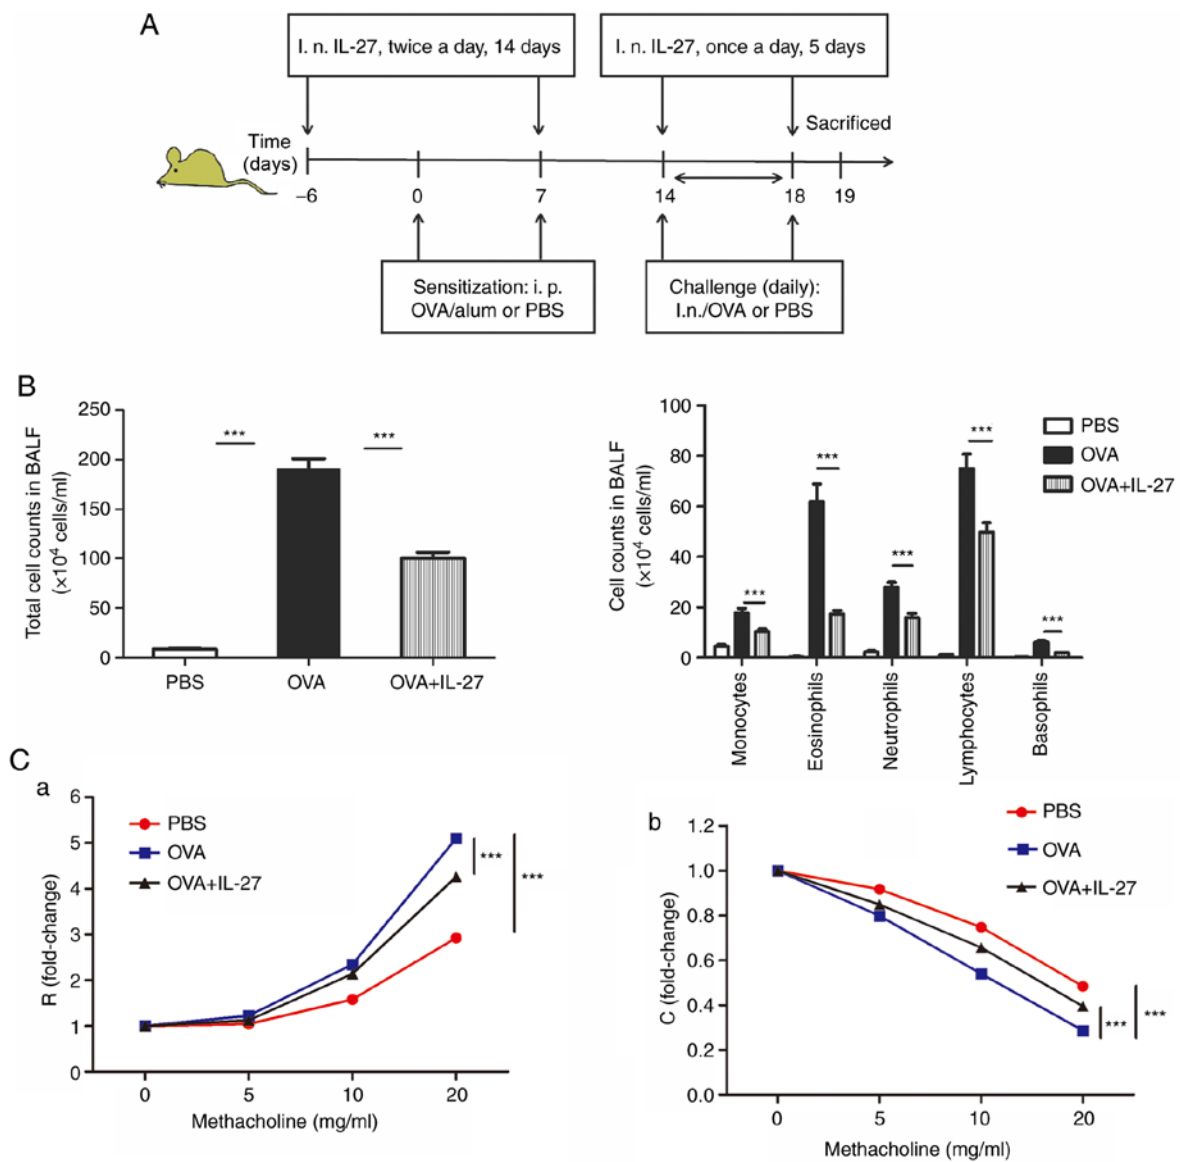 A
I. n. IL-27, twice a day, 14 days
I. n. IL-27, once a day, 5 days
Sacrificed
Time
(days)
–6
0
7
14
18
19
Sensitization: i. p.
OVA/alum or PBS
Challenge (daily):
I.n./OVA or PBS
B
Total cell counts in BALF
(×10⁴ cells/ml)
250
200
150
100
50
0
***
***
PBS
OVA
OVA+IL-27
Cell counts in BALF
(×10⁴ cells/ml)
100
80
60
40
20
0
***
***
***
***
***
PBS
OVA
OVA+IL-27
Monocytes
Eosinophils
Neutrophils
Lymphocytes
Basophils
C
a
R (fold-change)
6
5
4
3
2
1
0
PBS
OVA
OVA+IL-27
***
***
0
5
10
20
Methacholine (mg/ml)
b
C (fold-change)
1.2
1.0
0.8
0.6
0.4
0.2
0.0
PBS
OVA
OVA+IL-27
***
***
0
5
10
20
Methacholine (mg/ml)